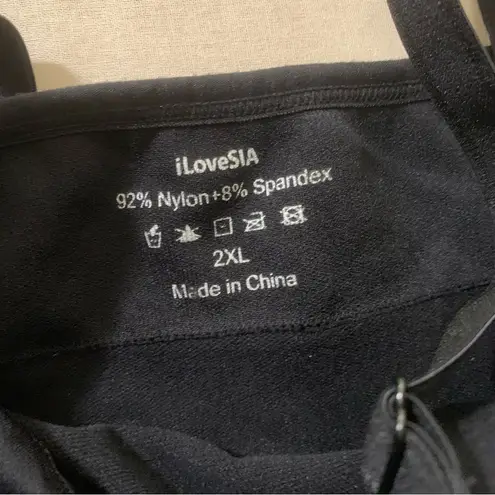 iLoveSIA
92% Nylon+8% Spandex
2XL
Made in China